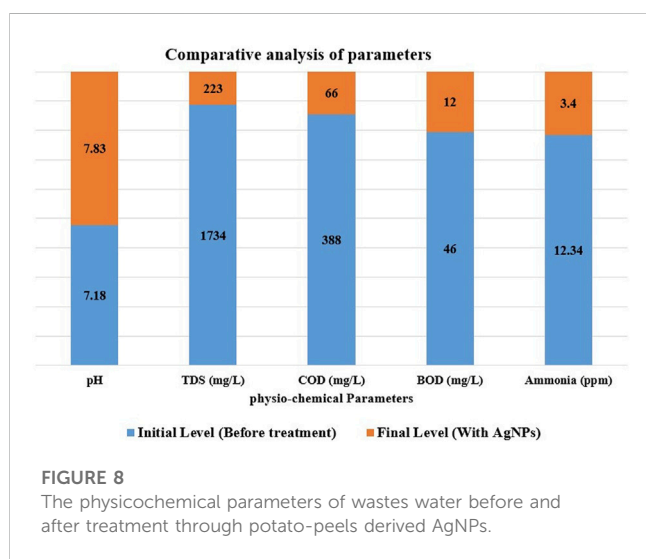 Comparative analysis of parameters
223 66 12 3.4
7.83
1734 388 46 12.34
7.18
pH TDS (mg/L) COD (mg/L) BOD (mg/L) Ammonia (ppm)
physio-chemical Parameters
Initial Level (Before treatment) Final Level (With AgNPs)
FIGURE 8
The physicochemical parameters of wastes water before and
after treatment through potato-peels derived AgNPs.